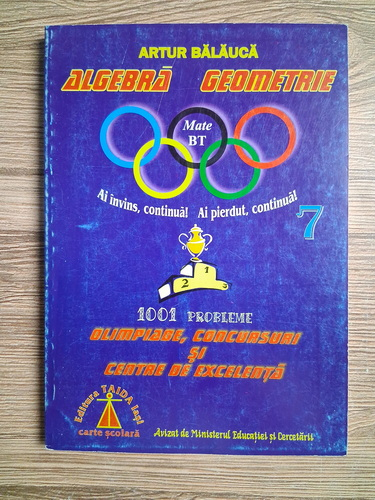 ARTUR BĂLĂUCĂ
ALGEBRĂ GEOMETRIE
Mate
BT
Ai învins, continuă! Ai pierdut, continuă!
7
1
2
1001 PROBLEME
OLIMPIADE, CONCURSURI
ŞI
CENTRE DE EXCELENŢĂ
Editura TAIDA Iaşi
carte şcolară
Avizat de Ministerul Educaţiei şi Cercetării